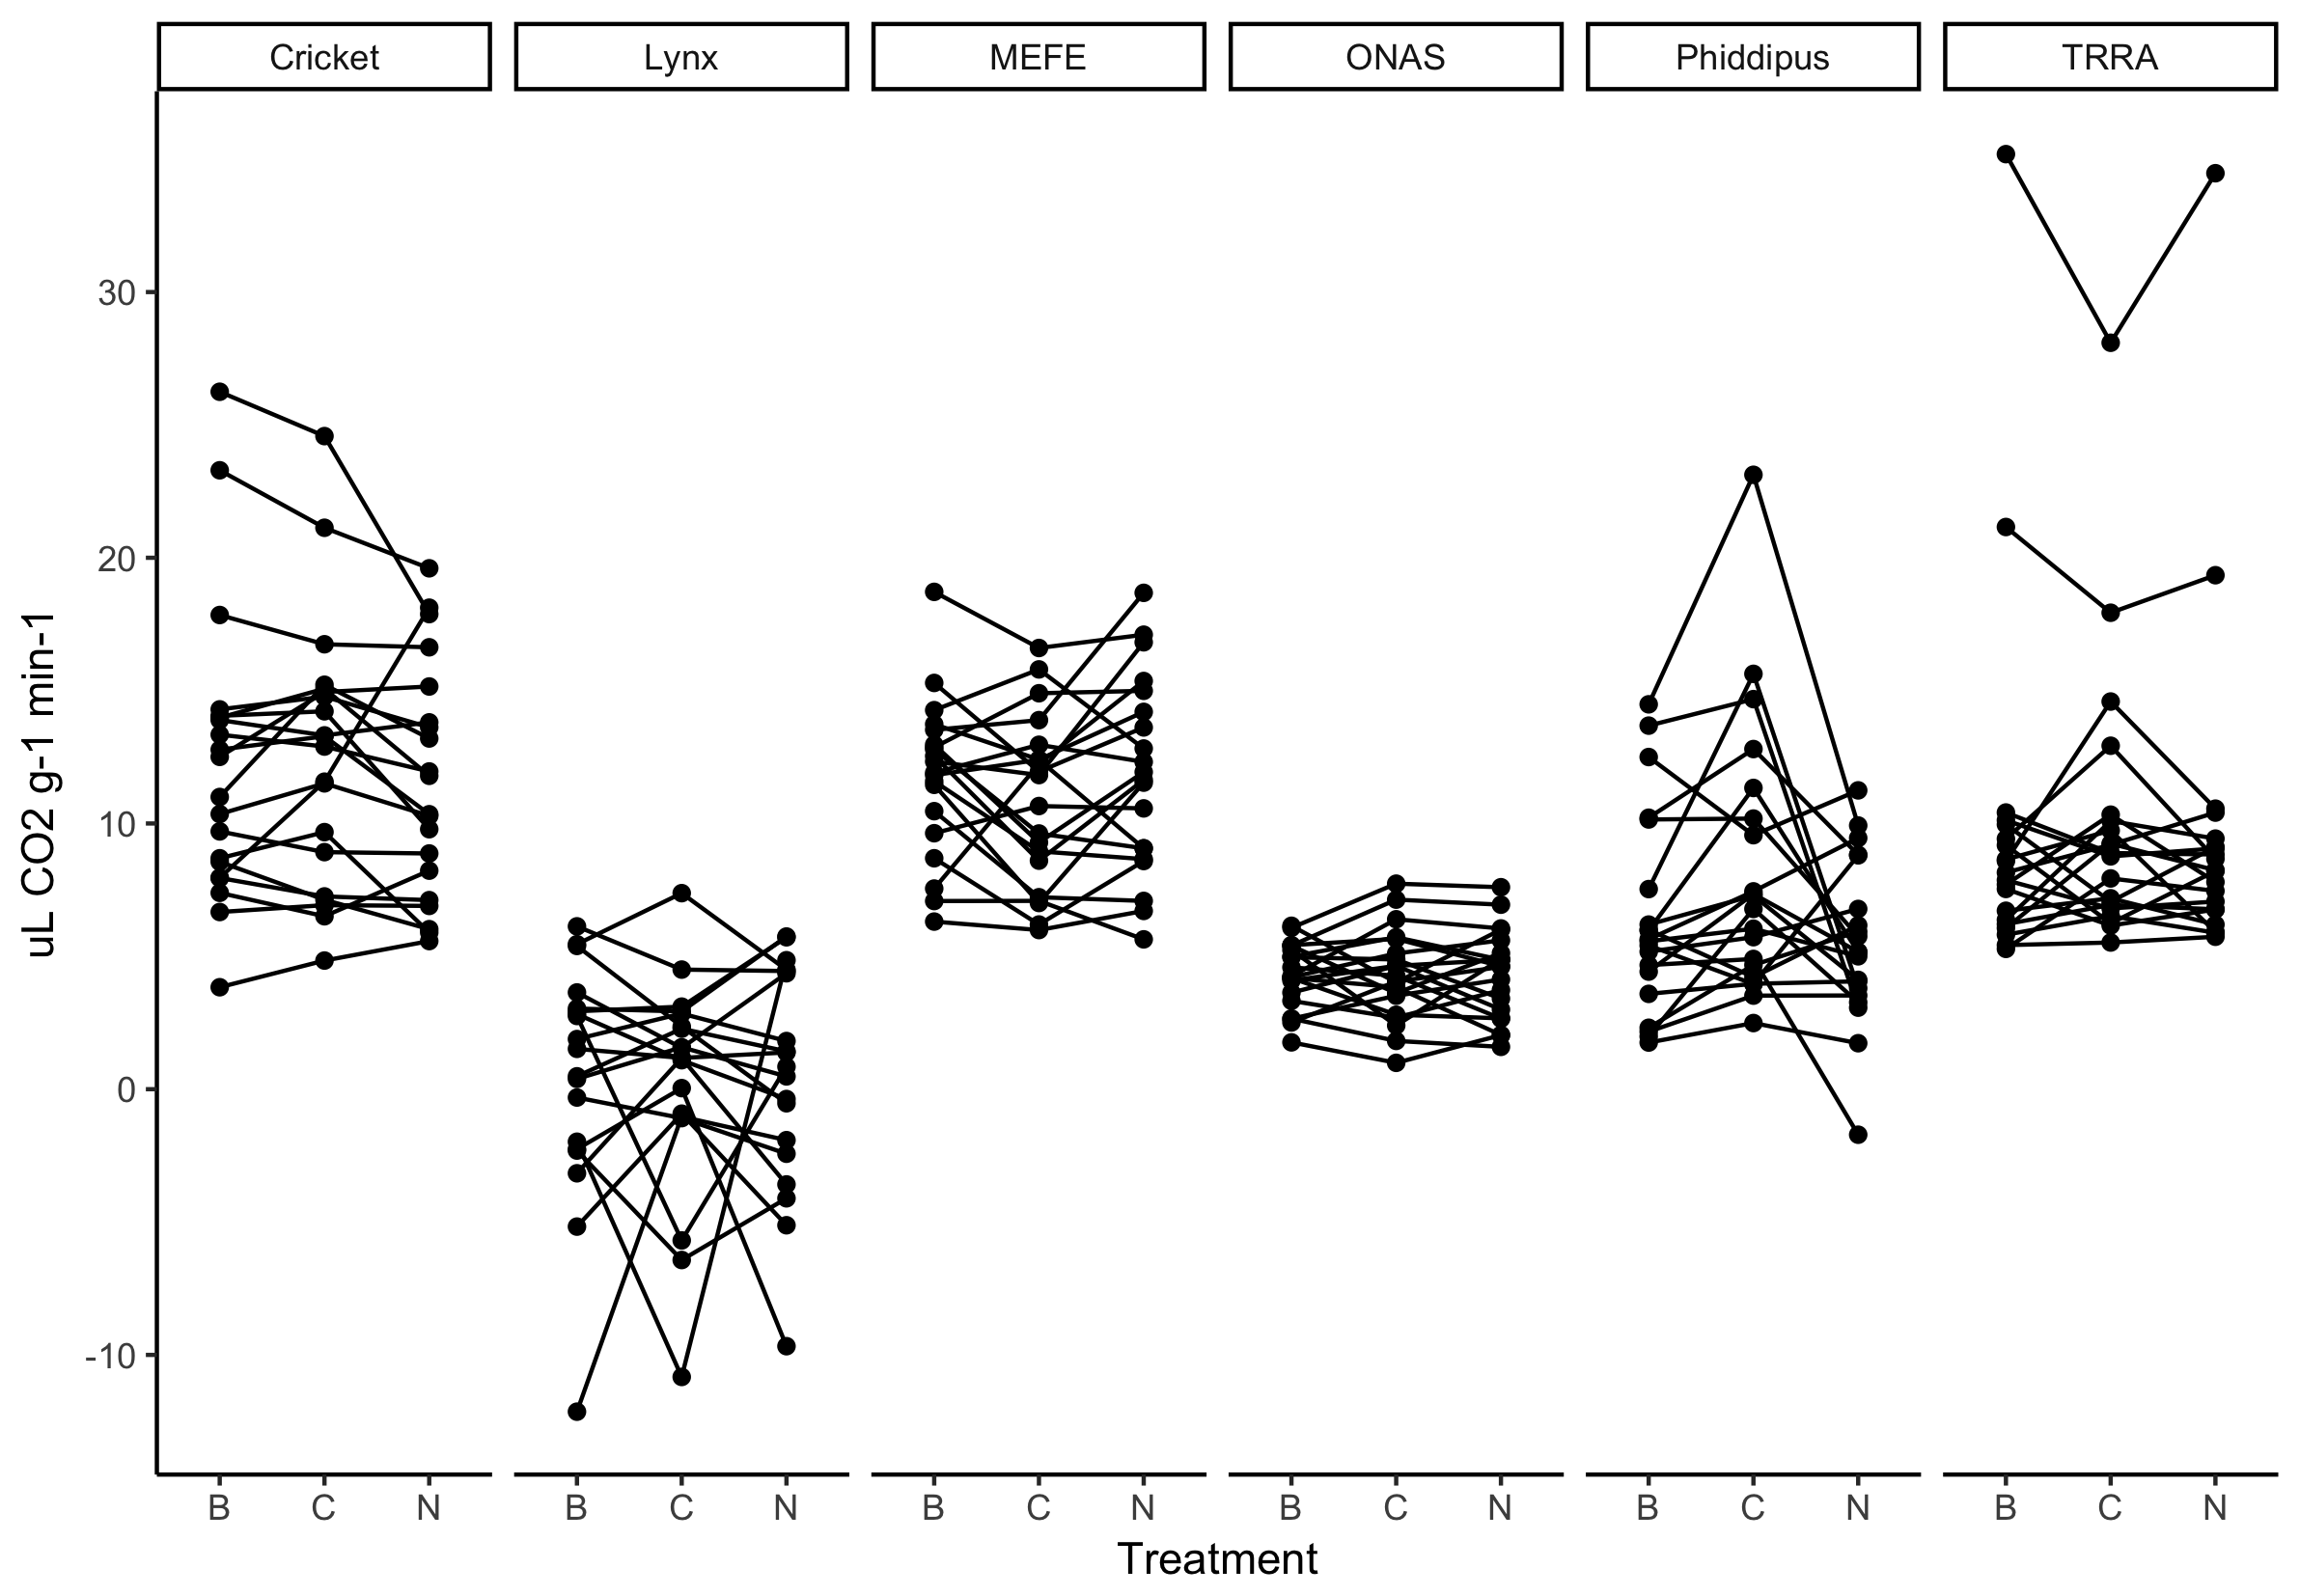 Cricket Lynx MEFE ONAS Phiddipus TRRA
uL CO2 g-1 min-1
30
20
10
0
-10
B C N B C N B C N B C N B C N B C N
Treatment